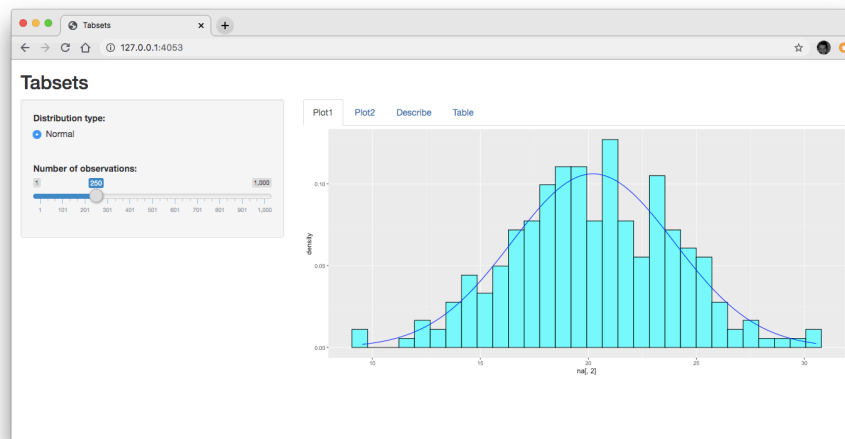 Tabsets
127.0.0.1:4053
Tabsets
Distribution type:
Normal
Number of observations:
1 250 1,000
1 101 201 301 401 501 601 701 801 901 1,000
Plot1 Plot2 Describe Table
density
0.10
0.05
0.00
10 15 20 25 30
na[, 2]